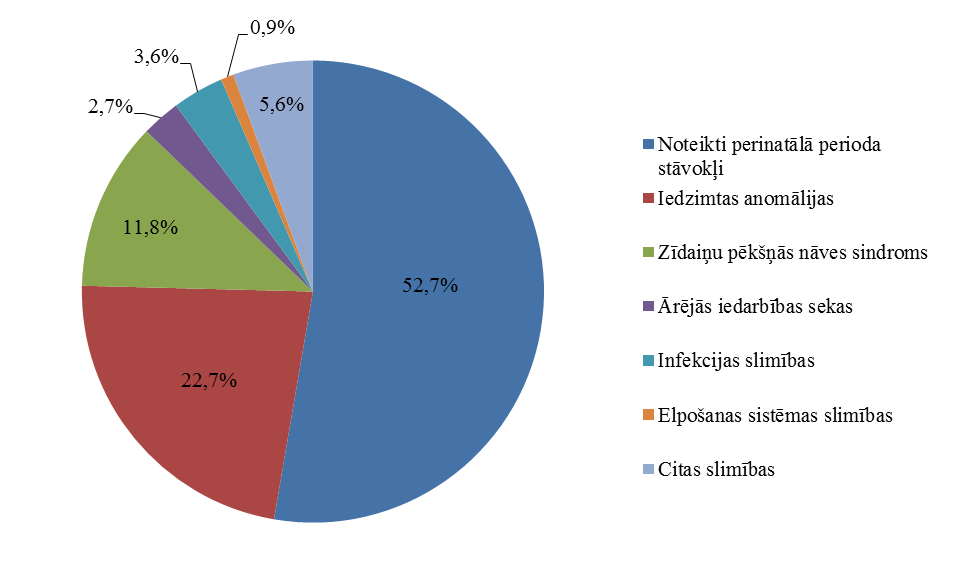 0,9%
3,6%
2,7%
5,6%
11,8%
52,7%
22,7%
Noteikti perinatālā perioda
stāvokļi
Iedzimtas anomālijas
Zīdaiņu pēkšņās nāves sindroms
Ārējās iedarbības sekas
Infekcijas slimības
Elpošanas sistēmas slimības
Citas slimības